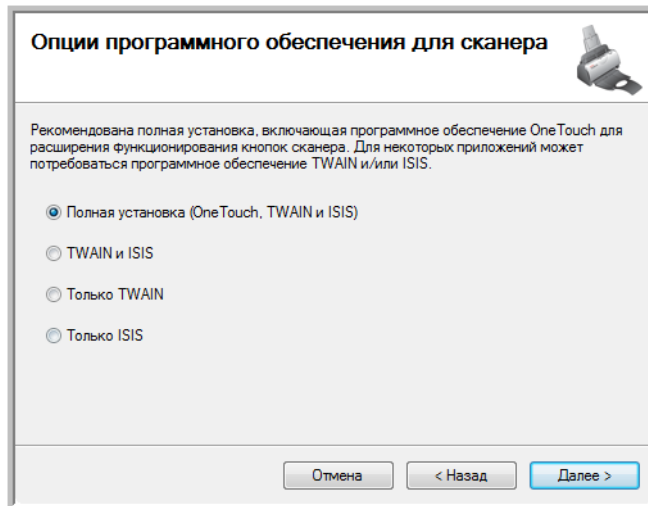 Опции программного обеспечения для сканера
Рекомендована полная установка, включающая программное обеспечение OneTouch для
расширения функционирования кнопок сканера. Для некоторых приложений может
потребоваться программное обеспечение TWAIN и/или ISIS.
Полная установка (OneTouch, TWAIN и ISIS)
TWAIN и ISIS
Только TWAIN
Только ISIS
Отмена
< Назад
Далее >